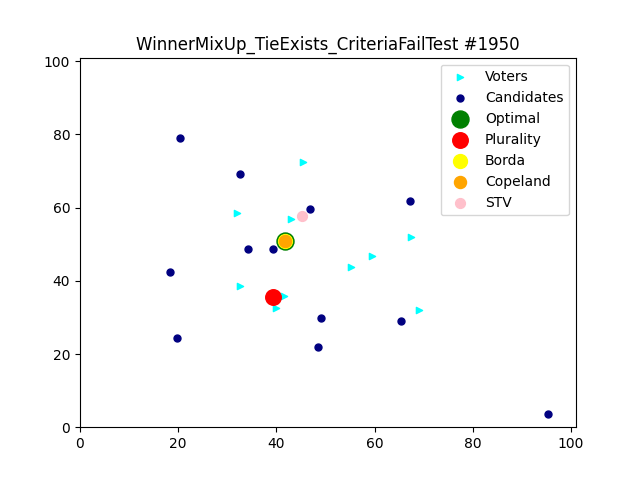 WinnerMixUp_TieExists_CriteriaFailTest #1950
100
80
60
40
20
0
0 20 40 60 80 100
Voters
Candidates
Optimal
Plurality
Borda
Copeland
STV